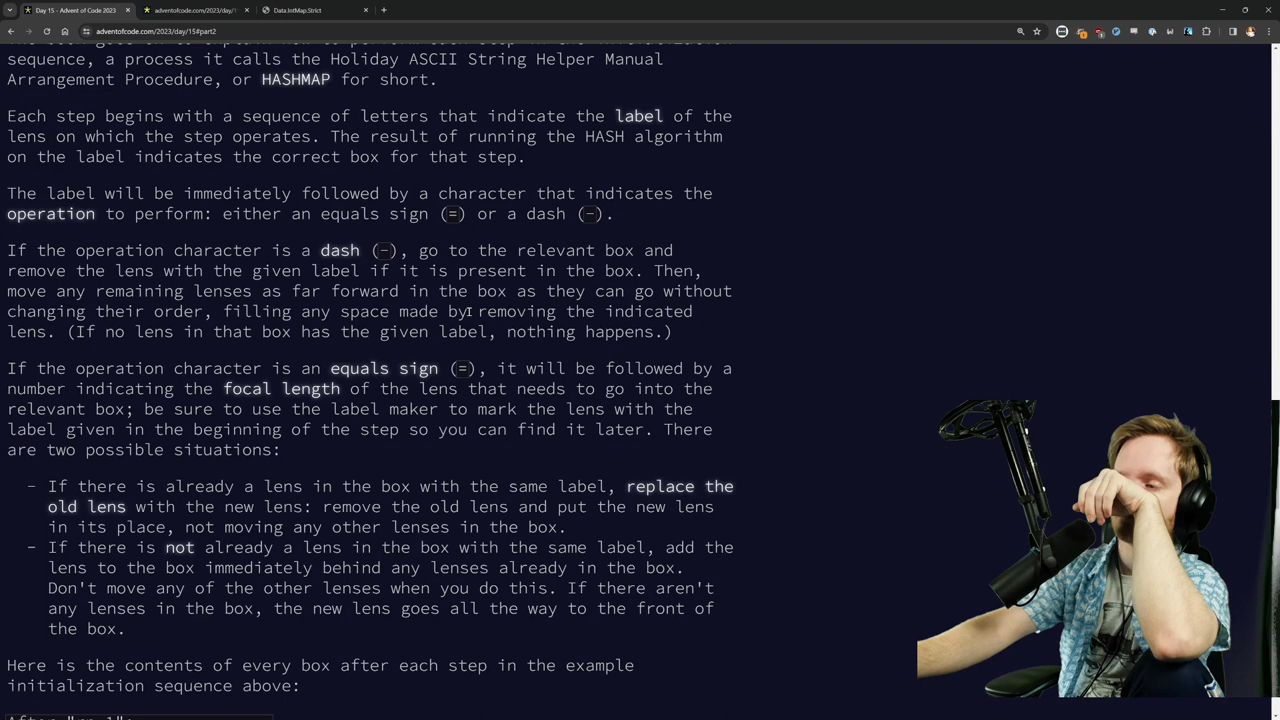 Day 15 - Advent of Code 2023
adventofcode.com/2023/day/1
Data.IntMap.Strict
adventofcode.com/2023/day/15#part2
sequence, a process it calls the Holiday ASCII String Helper Manual
Arrangement Procedure, or HASHMAP for short.
Each step begins with a sequence of letters that indicate the label of the
lens on which the step operates. The result of running the HASH algorithm
on the label indicates the correct box for that step.
The label will be immediately followed by a character that indicates the
operation to perform: either an equals sign (=) or a dash (-).
If the operation character is a dash (-), go to the relevant box and
remove the lens with the given label if it is present in the box. Then,
move any remaining lenses as far forward in the box as they can go without
changing their order, filling any space made by removing the indicated
lens. (If no lens in that box has the given label, nothing happens.)
If the operation character is an equals sign (=), it will be followed by a
number indicating the focal length of the lens that needs to go into the
relevant box; be sure to use the label maker to mark the lens with the
label given in the beginning of the step so you can find it later. There
are two possible situations:
- If there is already a lens in the box with the same label, replace the
old lens with the new lens: remove the old lens and put the new lens
in its place, not moving any other lenses in the box.
- If there is not already a lens in the box with the same label, add the
lens to the box immediately behind any lenses already in the box.
Don't move any of the other lenses when you do this. If there aren't
any lenses in the box, the new lens goes all the way to the front of
the box.
Here is the contents of every box after each step in the example
initialization sequence above: